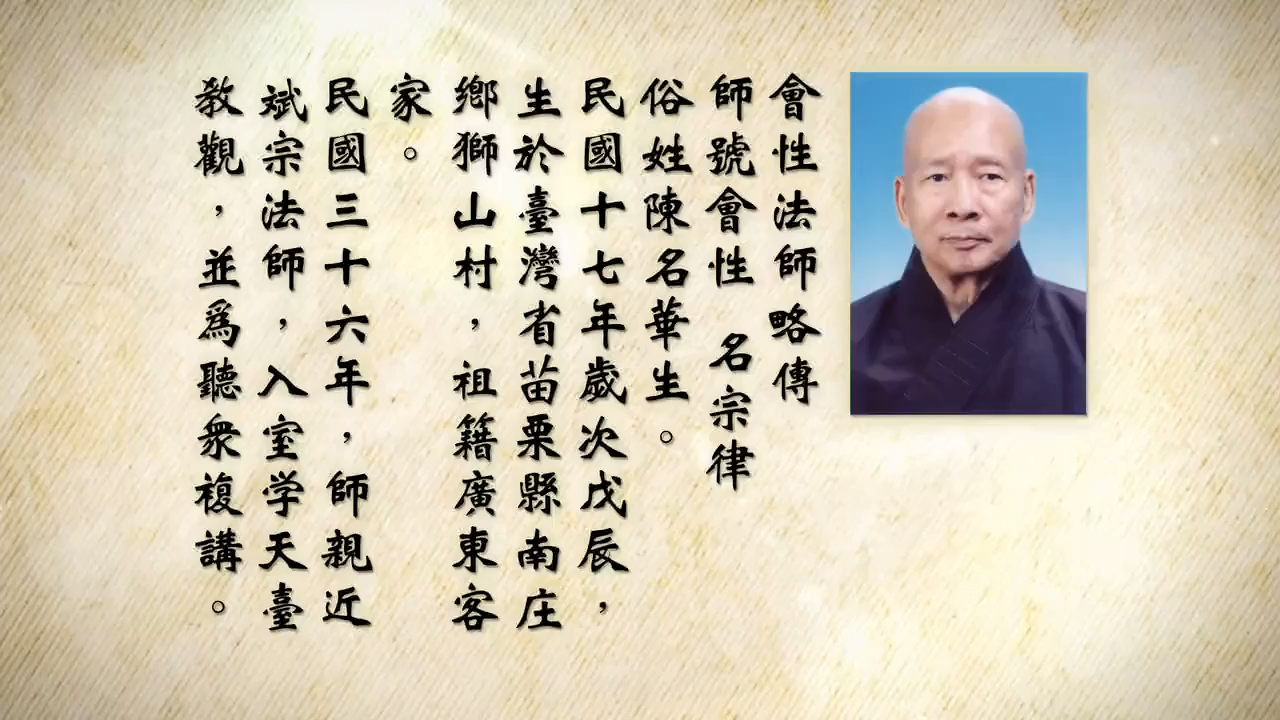 會性法師略傳
師號會性 名宗律
俗姓陳名華生。
民國十七年歲次戊辰，
生於臺灣省苗栗縣南庄
鄉獅山村，祖籍廣東客
家。
民國三十六年，師親近
斌宗法師，入室学天臺
教觀，並爲聽衆複講。